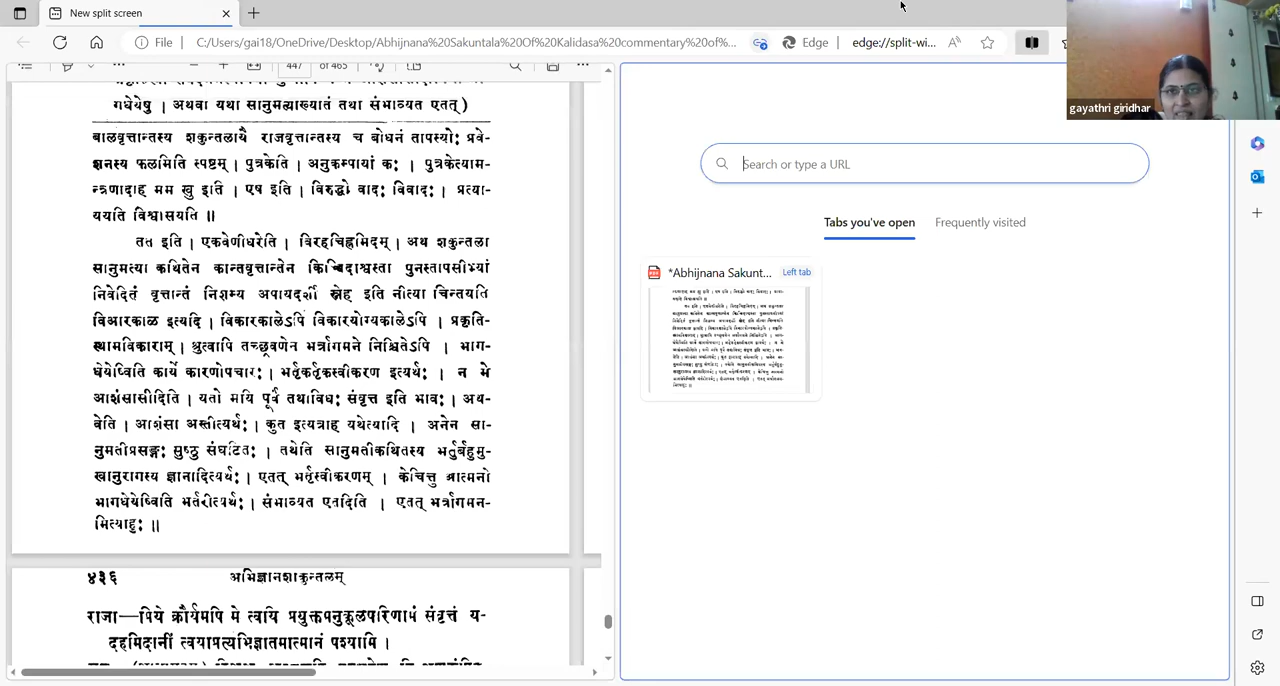 New split screen
File
C:/Users/gai18/OneDrive/Desktop/Abhijnana%20Sakuntala%20Of%20Kalidasa%20commentary%20of%...
Edge
edge://split-wi...
gayathri giridhar
447 of 465
गधेयेषु | अथवा यथा सानुमत्याख्यातं तथा संभाव्यत एतत् )
बालवृत्तान्तस्य शकुन्तलायै राजवृत्तान्तस्य च बोधनं तापस्योः प्रवे-
शनस्य फलमिति स्पष्टम् | पुत्रकेति | अनुकम्पायां कः | पुत्रकेत्याम-
न्त्रणादाह मम खु इति | एष इति | विरुद्धो वादः विवादः | प्रत्या-
ययति विश्वासयति ॥
तत इति | एकवेणीधरेति | विरहचिह्नमिदम् | अथ शकुन्तला
सानुमत्या कथितेन कान्तवृत्तान्तेन किञ्चिदाश्वस्ता पुनस्तापसीभ्यां
निवेदितं वृत्तान्तं निशम्य अपायदर्शी स्नेह इति नीत्या चिन्तयति
विआरकाळ इत्यदि | विकारकालेऽपि विकारयोग्यकालेऽपि | प्रकृति-
स्थामविकाराम् | श्रुत्वापि तच्छ्रवणेन भर्त्रागमने निश्चितेऽपि | भाग-
धेयेष्विति कार्ये कारणोपचारः | भर्तृकर्तृकस्वीकरण इत्यर्थः | न मे
आशंसासीदिति | यतो मयि पूर्वं तथाविधः संवृत्त इति भावः | अथ-
वेति | आशंसा अस्तीत्यर्थः | कुत इत्यत्राह यथेत्यादि | अनेन सा-
नुमतीप्रसङ्गः सुष्ठु संघटितः | तथेति सानुमतीकथितस्य भर्तुर्बहुमु-
खानुरागस्य ज्ञानादित्यर्थः | एतत् भर्तृस्वीकरणम् | केचित्तु आत्मनो
भागधेयेष्विति भर्तरीत्यर्थः | संभाव्यत एतदिति | एतत् भर्त्रागमन-
मित्याहुः ॥
४३६ अभिज्ञानशाकुन्तलम्
राजा—प्रिये क्रौर्यमपि मे त्वयि प्रयुक्तमनुकूलपरिणामं संवृत्तं य-
दहमिदानीं त्वयाप्रत्यभिज्ञातमात्मानं पश्यामि |
Search or type a URL
Tabs you've open
Frequently visited
*Abhijnana Sakunt...
Left tab